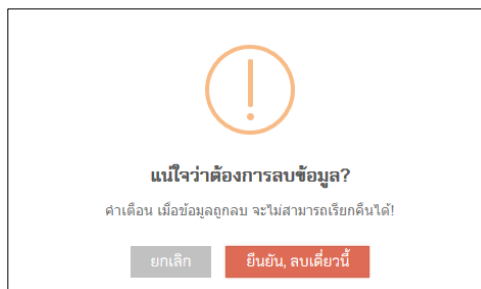 แน่ใจว่าต้องการลบข้อมูล?
คำเตือน เมื่อข้อมูลถูกลบ จะไม่สามารถเรียกคืนได้!
ยกเลิก
ยืนยัน, ลบเดี๋ยวนี้